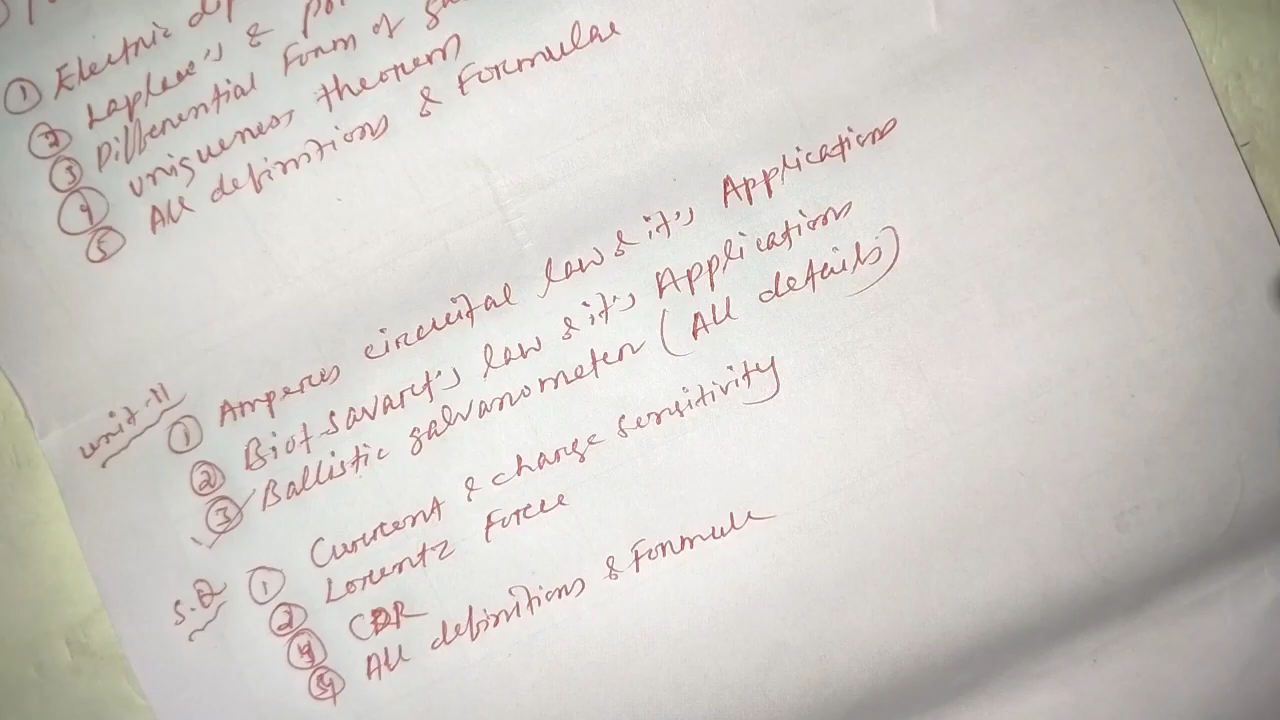 ① Electric
② Laplace's &
③ Differential Form of
④ uniqueness theorem
⑤ All definitions & Formulae
unit-II
① Amperes circuital law & it's Applications
② Biot savart's law & it's Applications
③ Ballistic galvanometer (All details)
S.Q ① Current & charge sensitivity
② Lorentz Force
④ CDR
⑤ All definitions & Formule